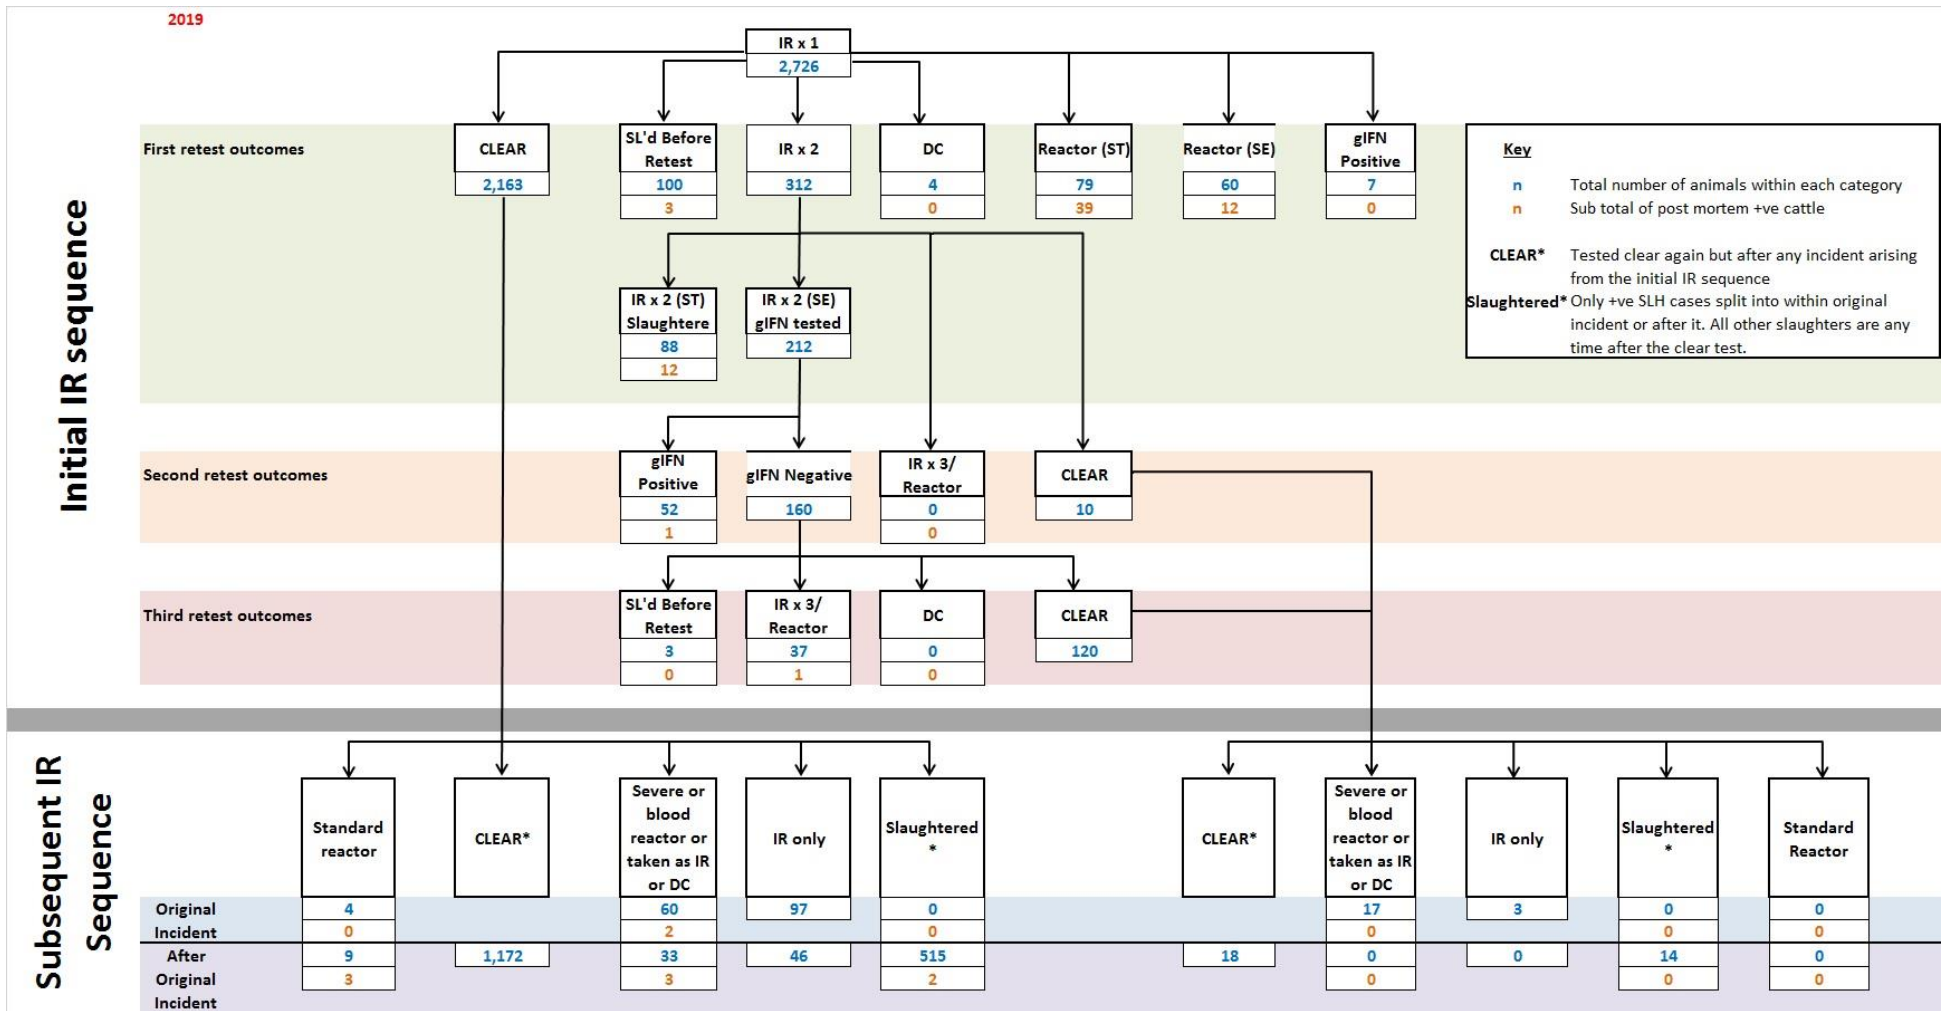 2019
IR x 1
2,726
Initial IR sequence
First retest outcomes
CLEAR
2,163
SL'd Before
Retest
100
3
IR x 2
312
DC
4
0
Reactor (ST)
79
39
Reactor (SE)
60
12
gIFN
Positive
7
0
Key
n Total number of animals within each category
n Sub total of post mortem +ve cattle
CLEAR* Tested clear again but after any incident arising
from the initial IR sequence
Slaughtered* Only +ve SLH cases split into within original
incident or after it. All other slaughters are any
time after the clear test.
IR x 2 (ST)
Slaughtere
88
12
IR x 2 (SE)
gIFN tested
212
Second retest outcomes
gIFN
Positive
52
1
gIFN Negative
160
IR x 3/
Reactor
0
0
CLEAR
10
Third retest outcomes
SL'd Before
Retest
3
0
IR x 3/
Reactor
37
1
DC
0
0
CLEAR
120
Subsequent IR
Sequence
Standard
reactor
CLEAR*
Severe or
blood
reactor or
taken as IR
or DC
IR only
Slaughtered
*
CLEAR*
Severe or
blood
reactor or
taken as IR
or DC
IR only
Slaughtered
*
Standard
Reactor
Original 4 60 97 0 17 3 0 0
Incident 0 2 0 0 0 0
After 9 1,172 33 46 515 18 0 0 14 0
Original 3 3 2 0 0 0
Incident